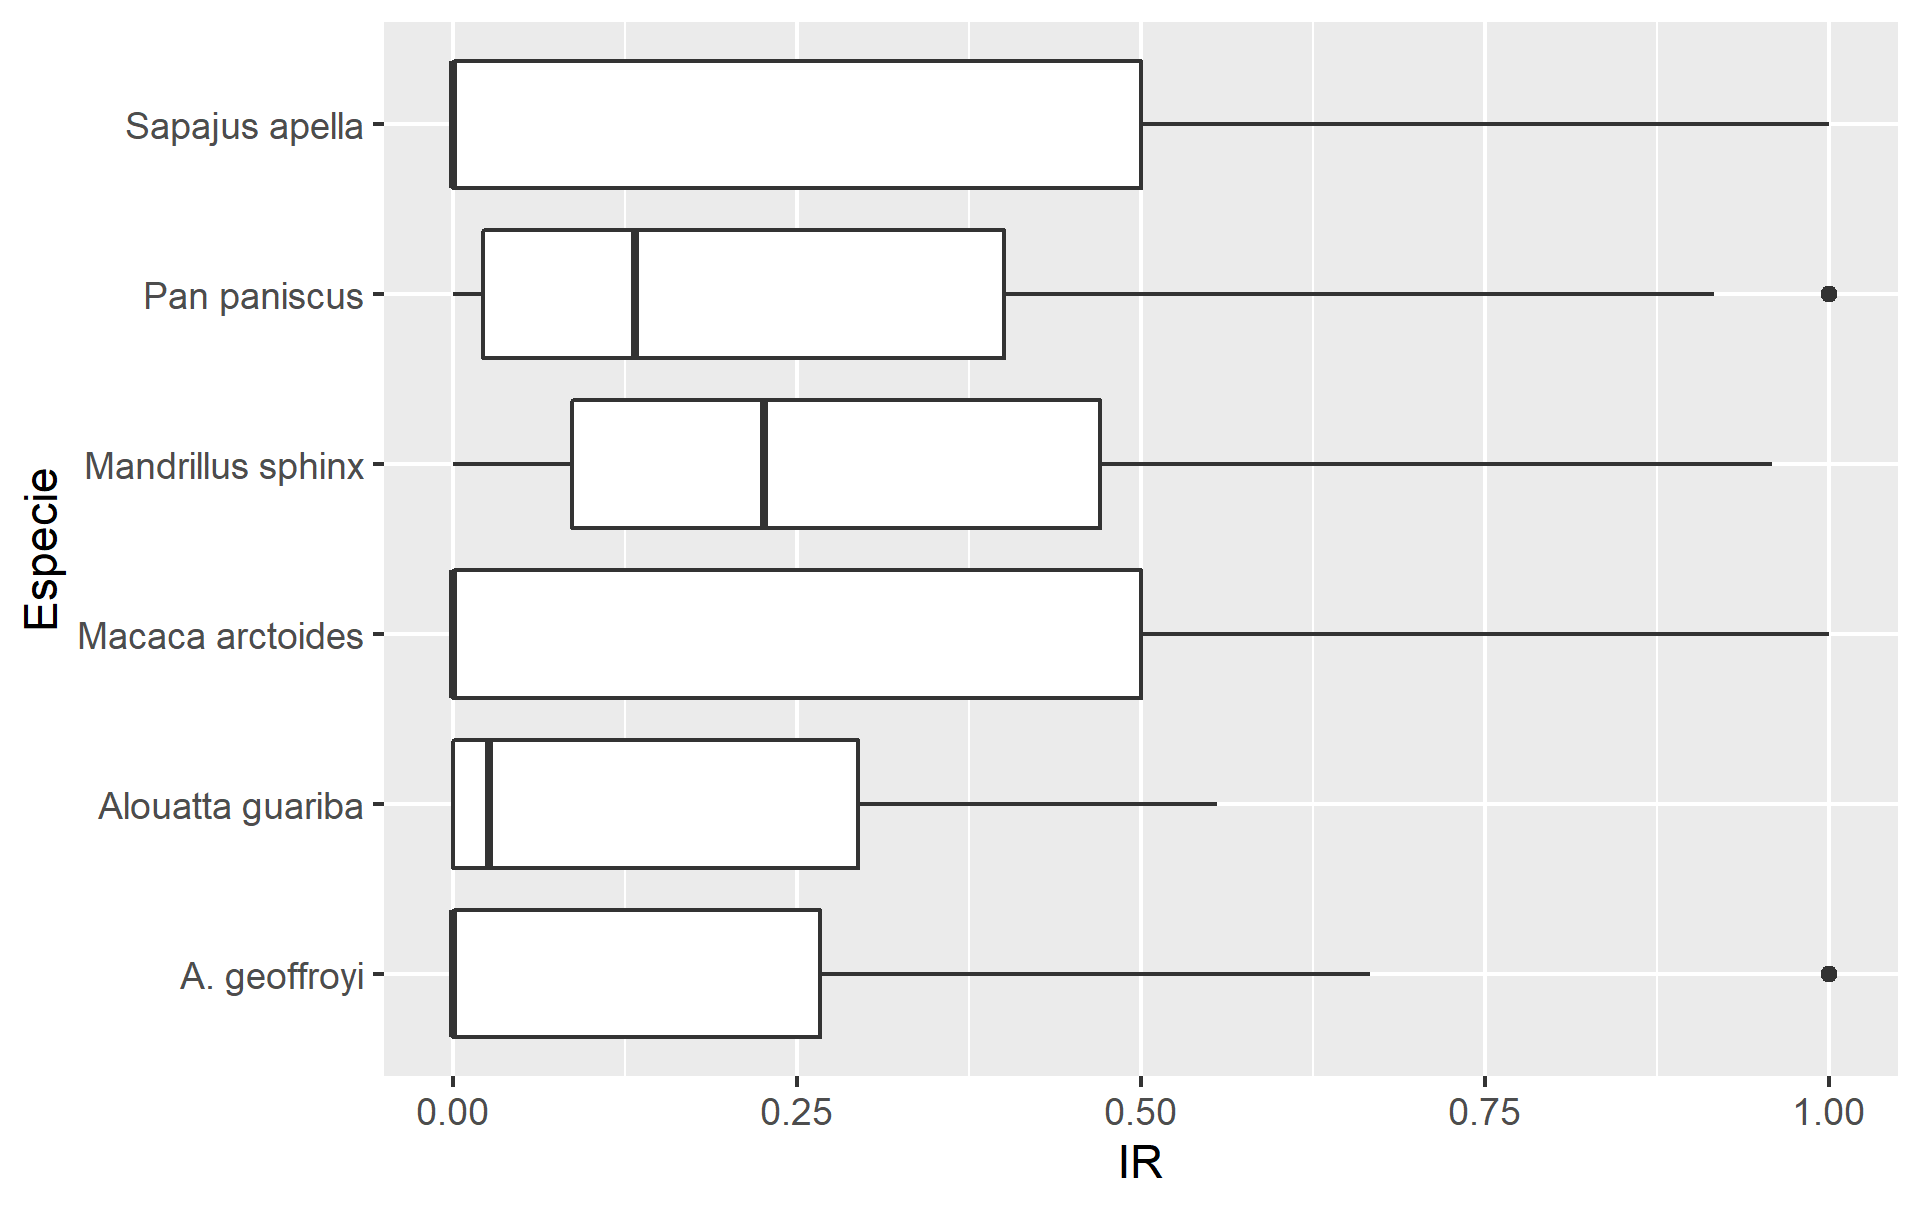 Especie
Sapajus apella
Pan paniscus
Mandrillus sphinx
Macaca arctoides
Alouatta guariba
A. geoffroyi
0.00 0.25 0.50 0.75 1.00
IR